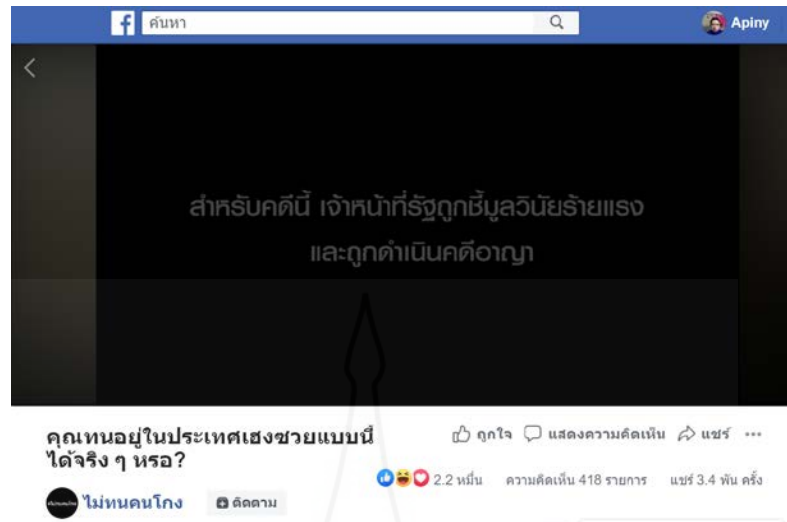 ค้นหา
Apiny
สำหรับคดีนี้ เจ้าหน้าที่รัฐถูกชี้มูลวินัยร้ายแรง
และถูกดำเนินคดีอาญา
คุณทนอยู่ในประเทศเฮงซวยแบบนี้
ได้จริง ๆ หรอ?
ถูกใจ แสดงความคิดเห็น แชร์
2.2 หมื่น ความคิดเห็น 418 รายการ แชร์ 3.4 พัน ครั้ง
ไม่ทนคนโกง ติดตาม